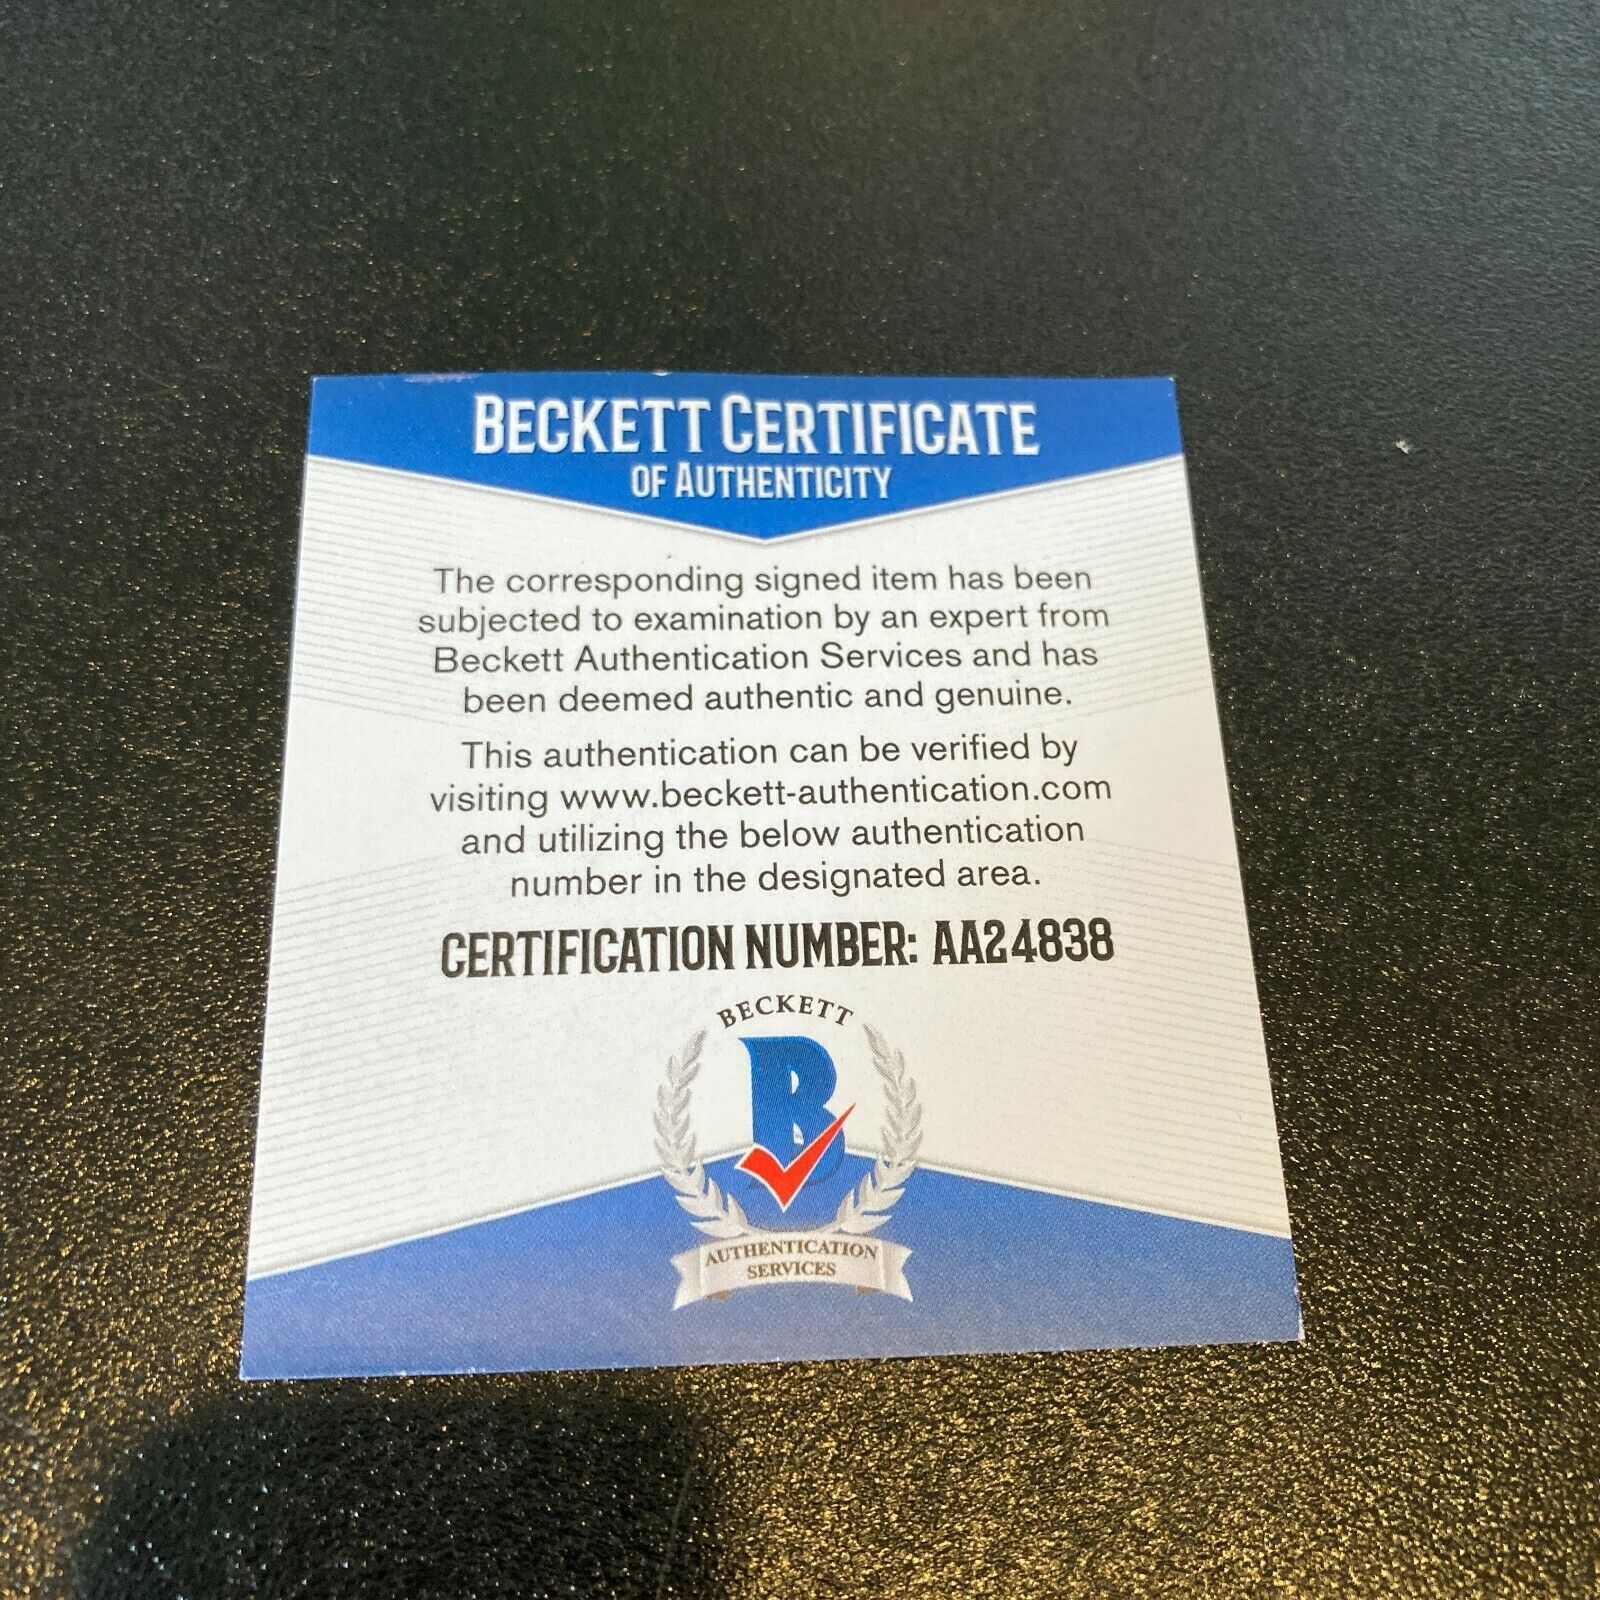 BECKETT CERTIFICATE
OF AUTHENTICITY
The corresponding signed item has been
subjected to examination by an expert from
Beckett Authentication Services and has
been deemed authentic and genuine.
This authentication can be verified by
visiting www.beckett-authentication.com
and utilizing the below authentication
number in the designated area.
CERTIFICATION NUMBER: AA24838
BECKETT
B
AUTHENTICATION
SERVICES